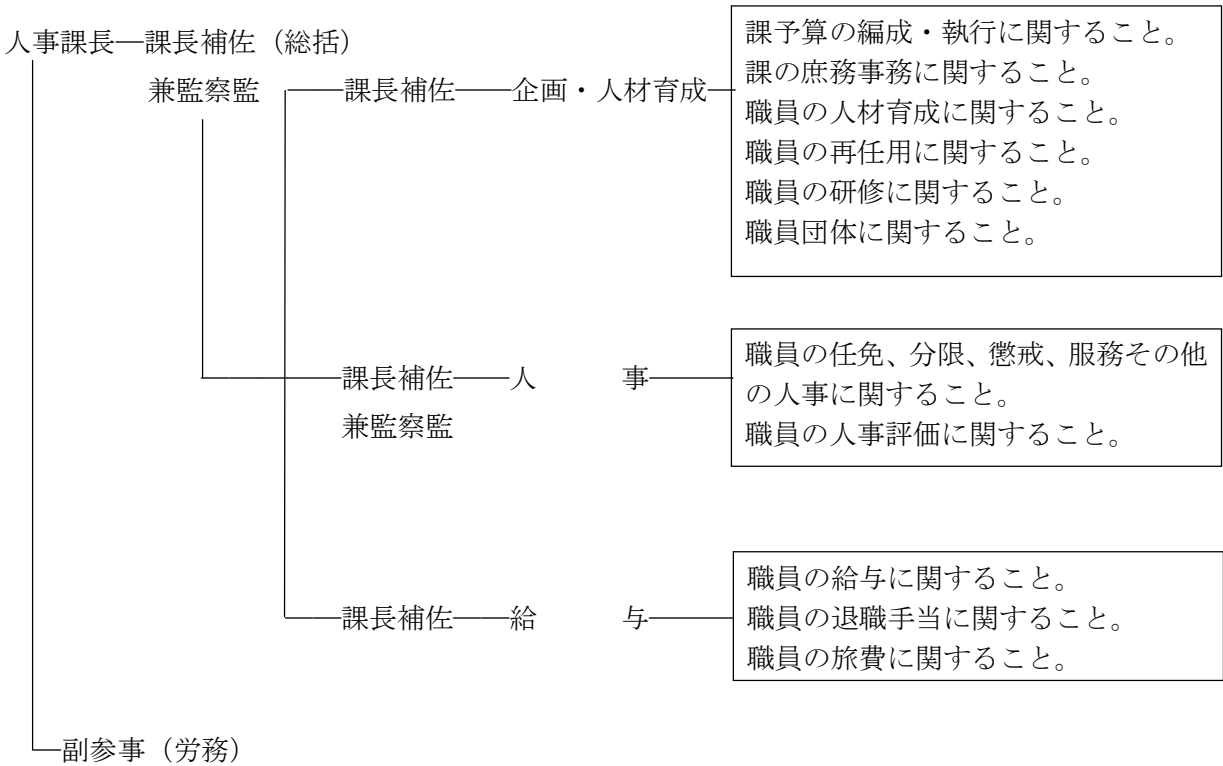 人事課長―課長補佐（総括）
兼監察監
課長補佐――企画・人材育成
課予算の編成・執行に関すること。
課の庶務事務に関すること。
職員の人材育成に関すること。
職員の再任用に関すること。
職員の研修に関すること。
職員団体に関すること。
課長補佐――人　　事
兼監察監
職員の任免、分限、懲戒、服務その他
の人事に関すること。
職員の人事評価に関すること。
課長補佐――給　　与
職員の給与に関すること。
職員の退職手当に関すること。
職員の旅費に関すること。
副参事（労務）